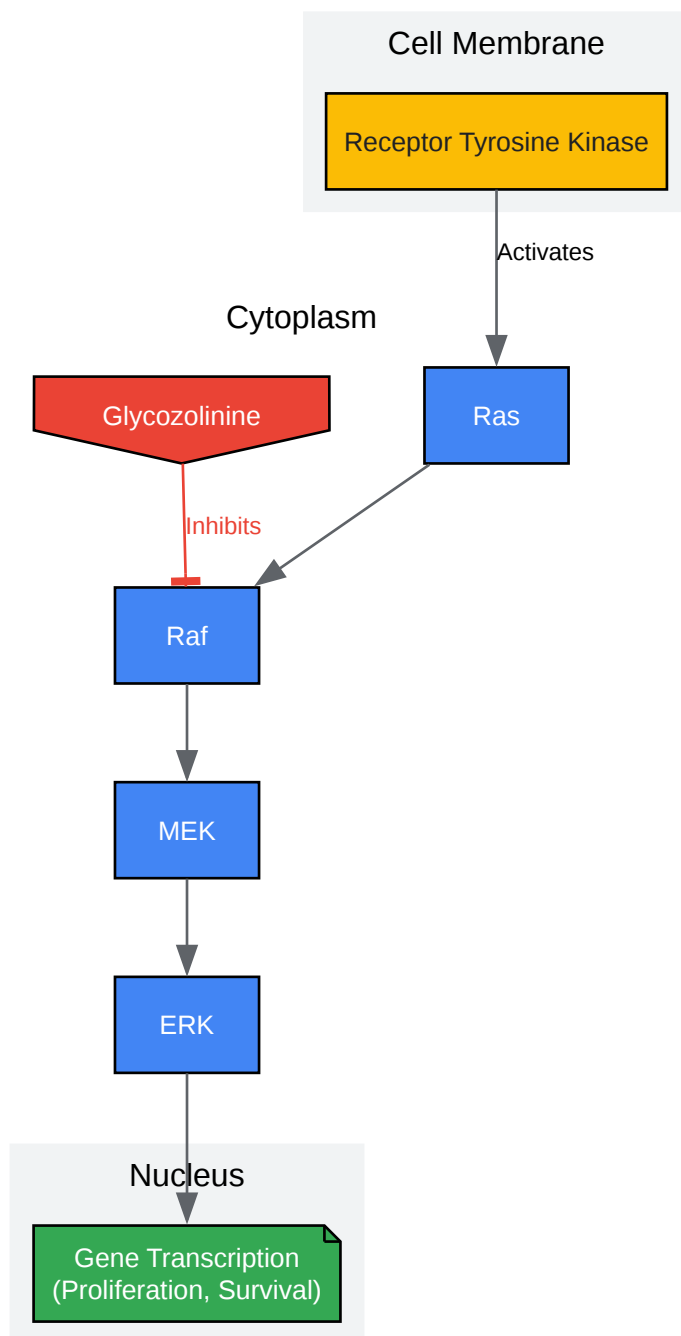 Cell Membrane
Receptor Tyrosine Kinase
Activates
Cytoplasm
Glycozolinine
Ras
Inhibits
Raf
MEK
ERK
Nucleus
Gene Transcription
(Proliferation, Survival)